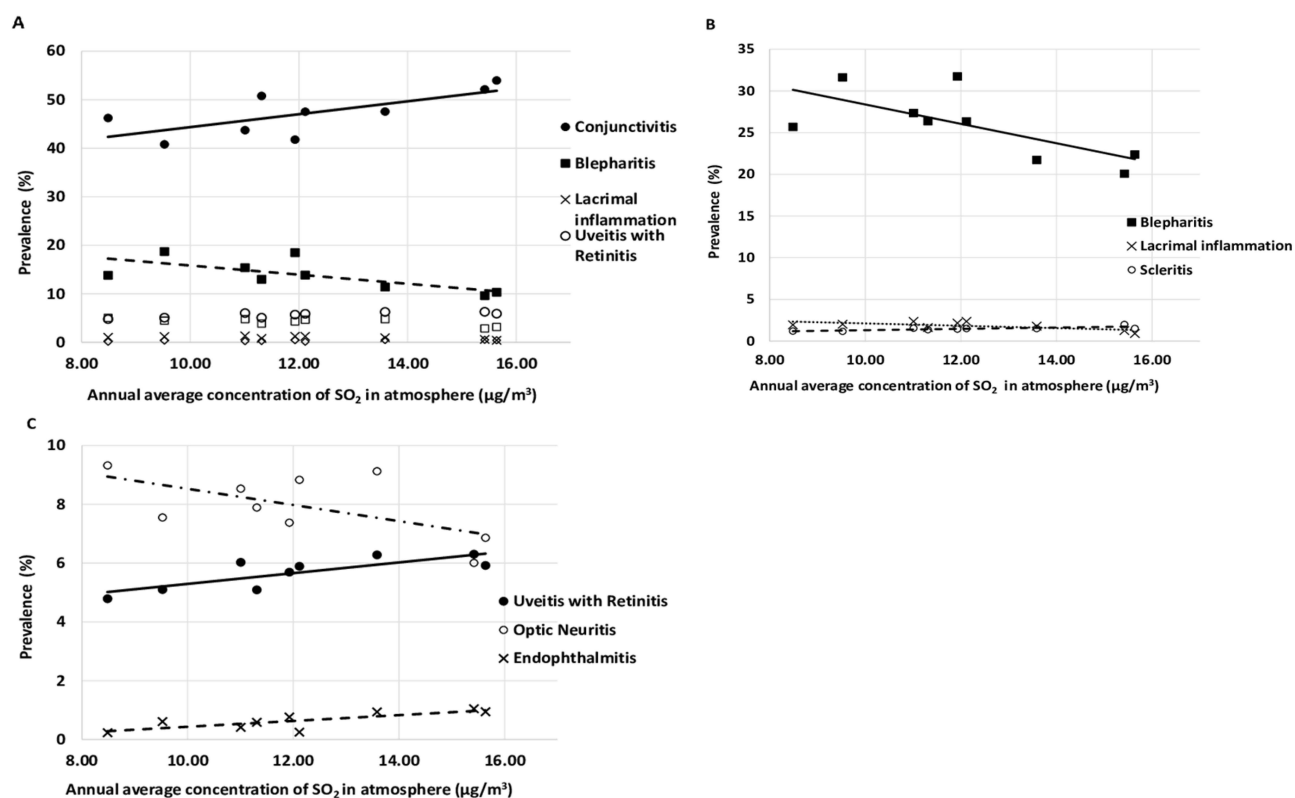 A
60
50
40
30
20
10
0
Prevalence (%)
8.00 10.00 12.00 14.00 16.00
Annual average concentration of SO₂ in atmosphere (µg/m³)
Conjunctivitis
Blepharitis
Lacrimal
inflammation
Uveitis with
Retinitis
B
35
30
25
20
15
10
5
0
Prevalence (%)
8.00 10.00 12.00 14.00 16.00
Annual average concentration of SO₂ in atmosphere (µg/m³)
Blepharitis
Lacrimal inflammation
Scleritis
C
10
8
6
4
2
0
Prevalence (%)
8.00 10.00 12.00 14.00 16.00
Annual average concentration of SO₂ in atmosphere (µg/m³)
Uveitis with Retinitis
Optic Neuritis
Endophthalmitis